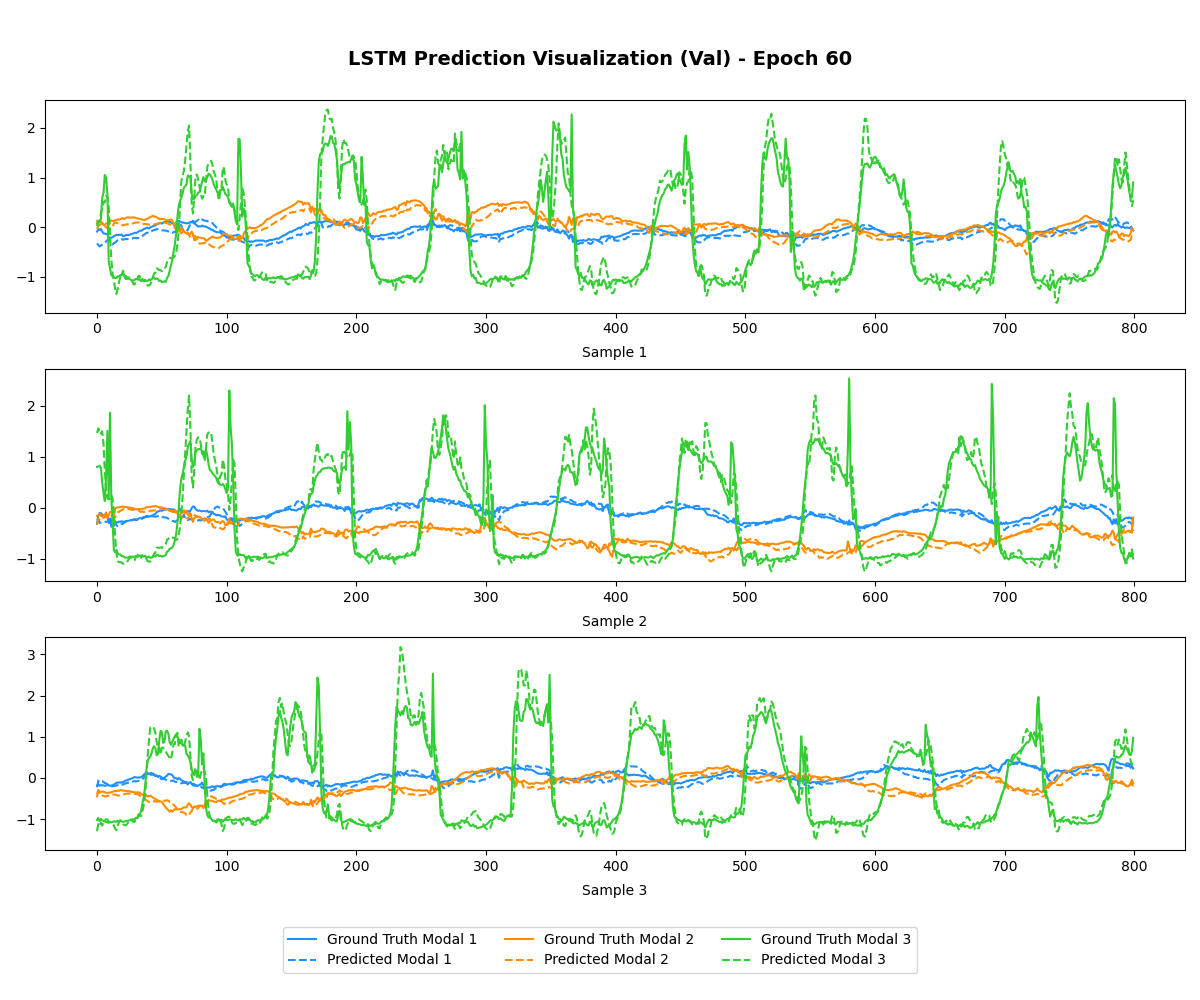 LSTM Prediction Visualization (Val) - Epoch 60
2
1
0
−1
0 100 200 300 400 500 600 700 800
Sample 1
2
1
0
−1
0 100 200 300 400 500 600 700 800
Sample 2
3
2
1
0
−1
0 100 200 300 400 500 600 700 800
Sample 3
Ground Truth Modal 1 Ground Truth Modal 2 Ground Truth Modal 3
Predicted Modal 1 Predicted Modal 2 Predicted Modal 3